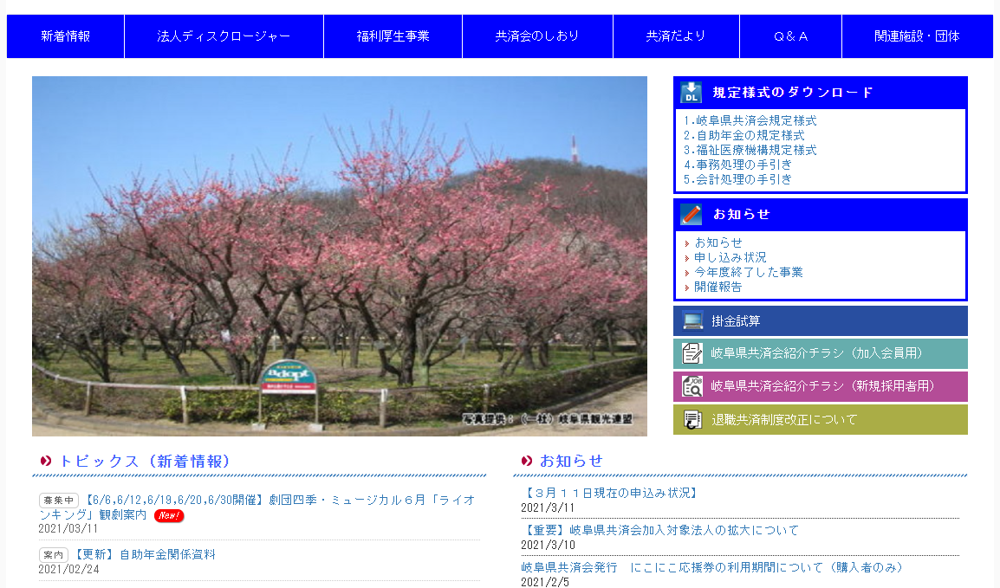 新着情報
法人ディスクロージャー
福利厚生事業
共済会のしおり
共済だより
Q＆A
関連施設・団体
adopt
写真提供：（一社）岐阜県観光連盟
DL 規定様式のダウンロード
1.岐阜県共済会規定様式
2.自助年金の規定様式
3.福祉医療機構規定様式
4.事務処理の手引き
5.会計処理の手引き
お知らせ
お知らせ
申し込み状況
今年度終了した事業
開催報告
掛金試算
岐阜県共済会紹介チラシ（加入会員用）
JOB 岐阜県共済会紹介チラシ（新規採用者用）
退職共済制度改正について
トピックス（新着情報）
募集中 【6/6,6/12,6/19,6/20,6/30開催】劇団四季・ミュージカル６月「ライオ
ンキング」観劇案内 New!
2021/03/11
案内 【更新】自助年金関係資料
2021/02/24
お知らせ
【３月１１日現在の申込み状況】
2021/3/11
【重要】岐阜県共済会加入対象法人の拡大について
2021/3/10
岐阜県共済会発行　にこにこ応援券の利用期間について（購入者のみ）
2021/2/5